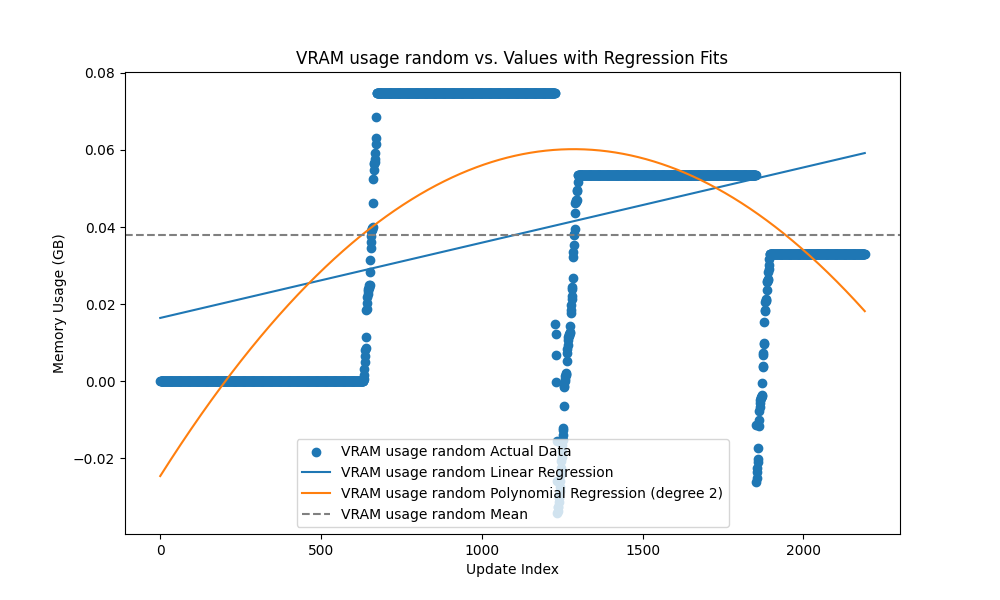 VRAM usage random vs. Values with Regression Fits
0.08
0.06
0.04
0.02
0.00
−0.02
Memory Usage (GB)
VRAM usage random Actual Data
VRAM usage random Linear Regression
VRAM usage random Polynomial Regression (degree 2)
VRAM usage random Mean
0
500
1000
1500
2000
Update Index